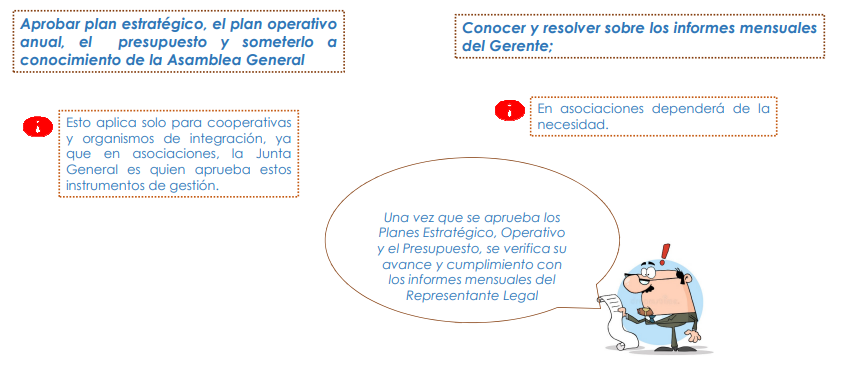 Aprobar plan estratégico, el plan operativo
anual, el presupuesto y someterlo a
conocimiento de la Asamblea General
Conocer y resolver sobre los informes mensuales
del Gerente;
Esto aplica solo para cooperativas
y organismos de integración, ya
que en asociaciones, la Junta
General es quien aprueba estos
instrumentos de gestión.
En asociaciones dependerá de la
necesidad.
Una vez que se aprueba los
Planes Estratégico, Operativo
y el Presupuesto, se verifica su
avance y cumplimiento con
los informes mensuales del
Representante Legal